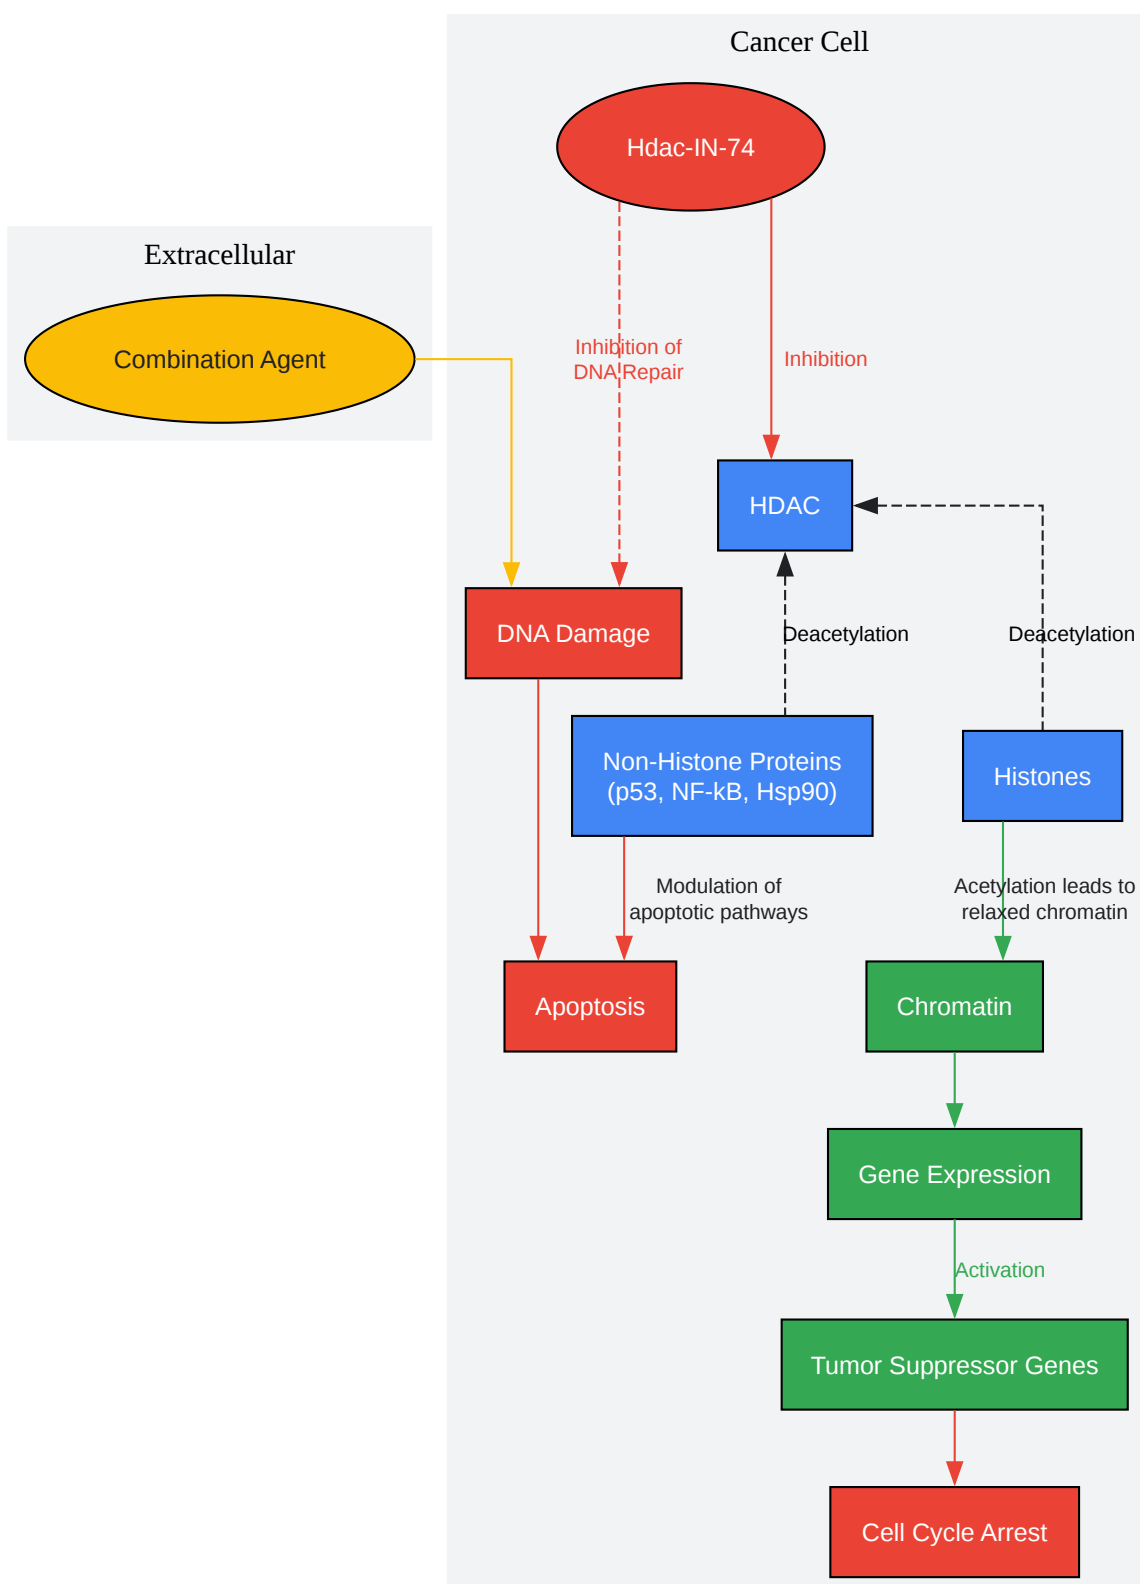 Cancer Cell
Hdac-IN-74
Extracellular
Combination Agent
Inhibition of
DNA Repair
Inhibition
HDAC
DNA Damage
Deacetylation
Deacetylation
Non-Histone Proteins
(p53, NF-kB, Hsp90)
Histones
Modulation of
apoptotic pathways
Acetylation leads to
relaxed chromatin
Apoptosis
Chromatin
Gene Expression
Activation
Tumor Suppressor Genes
Cell Cycle Arrest